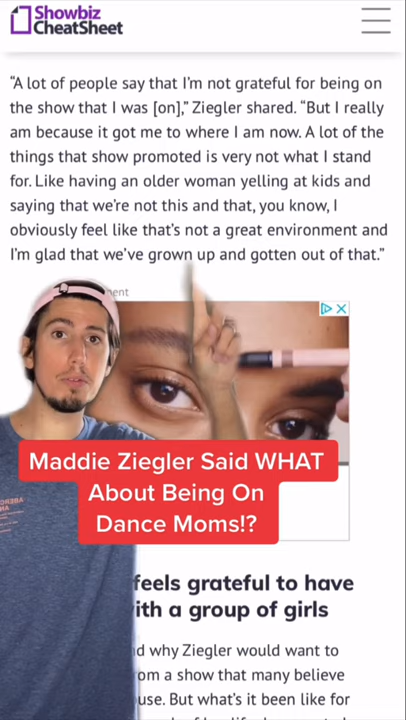 Showbiz
CheatSheet
“A lot of people say that I’m not grateful for being on
the show that I was [on],” Ziegler shared. “But I really
am because it got me to where I am now. A lot of the
things that show promoted is very not what I stand
for. Like having an older woman yelling at kids and
saying that we’re not this and that, you know, I
obviously feel like that’s not a great environment and
I’m glad that we’ve grown up and gotten out of that.”
Maddie Ziegler Said WHAT
About Being On
Dance Moms!?
feels grateful to have
with a group of girls
why Ziegler would want to
from a show that many believe
But what’s it been like for